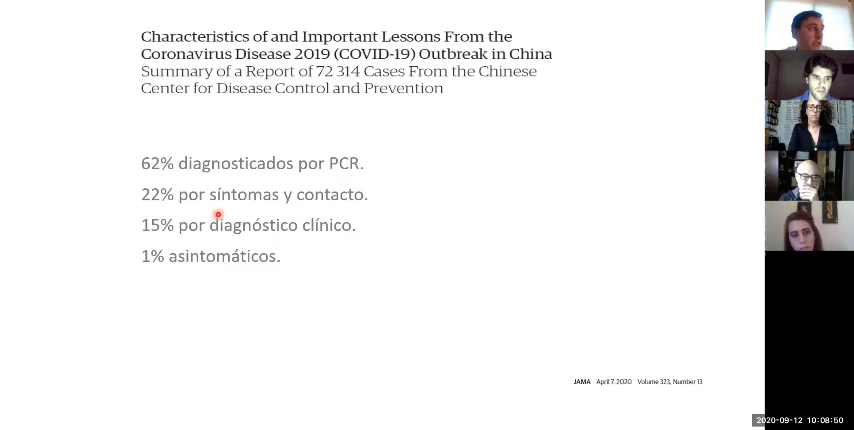 Characteristics of and Important Lessons From the
Coronavirus Disease 2019 (COVID-19) Outbreak in China
Summary of a Report of 72 314 Cases From the Chinese
Center for Disease Control and Prevention
62% diagnosticados por PCR.
22% por síntomas y contacto.
15% por diagnóstico clínico.
1% asintomáticos.
JAMA April 7, 2020 Volume 323, Number 13
2020-09-12 10:08:50